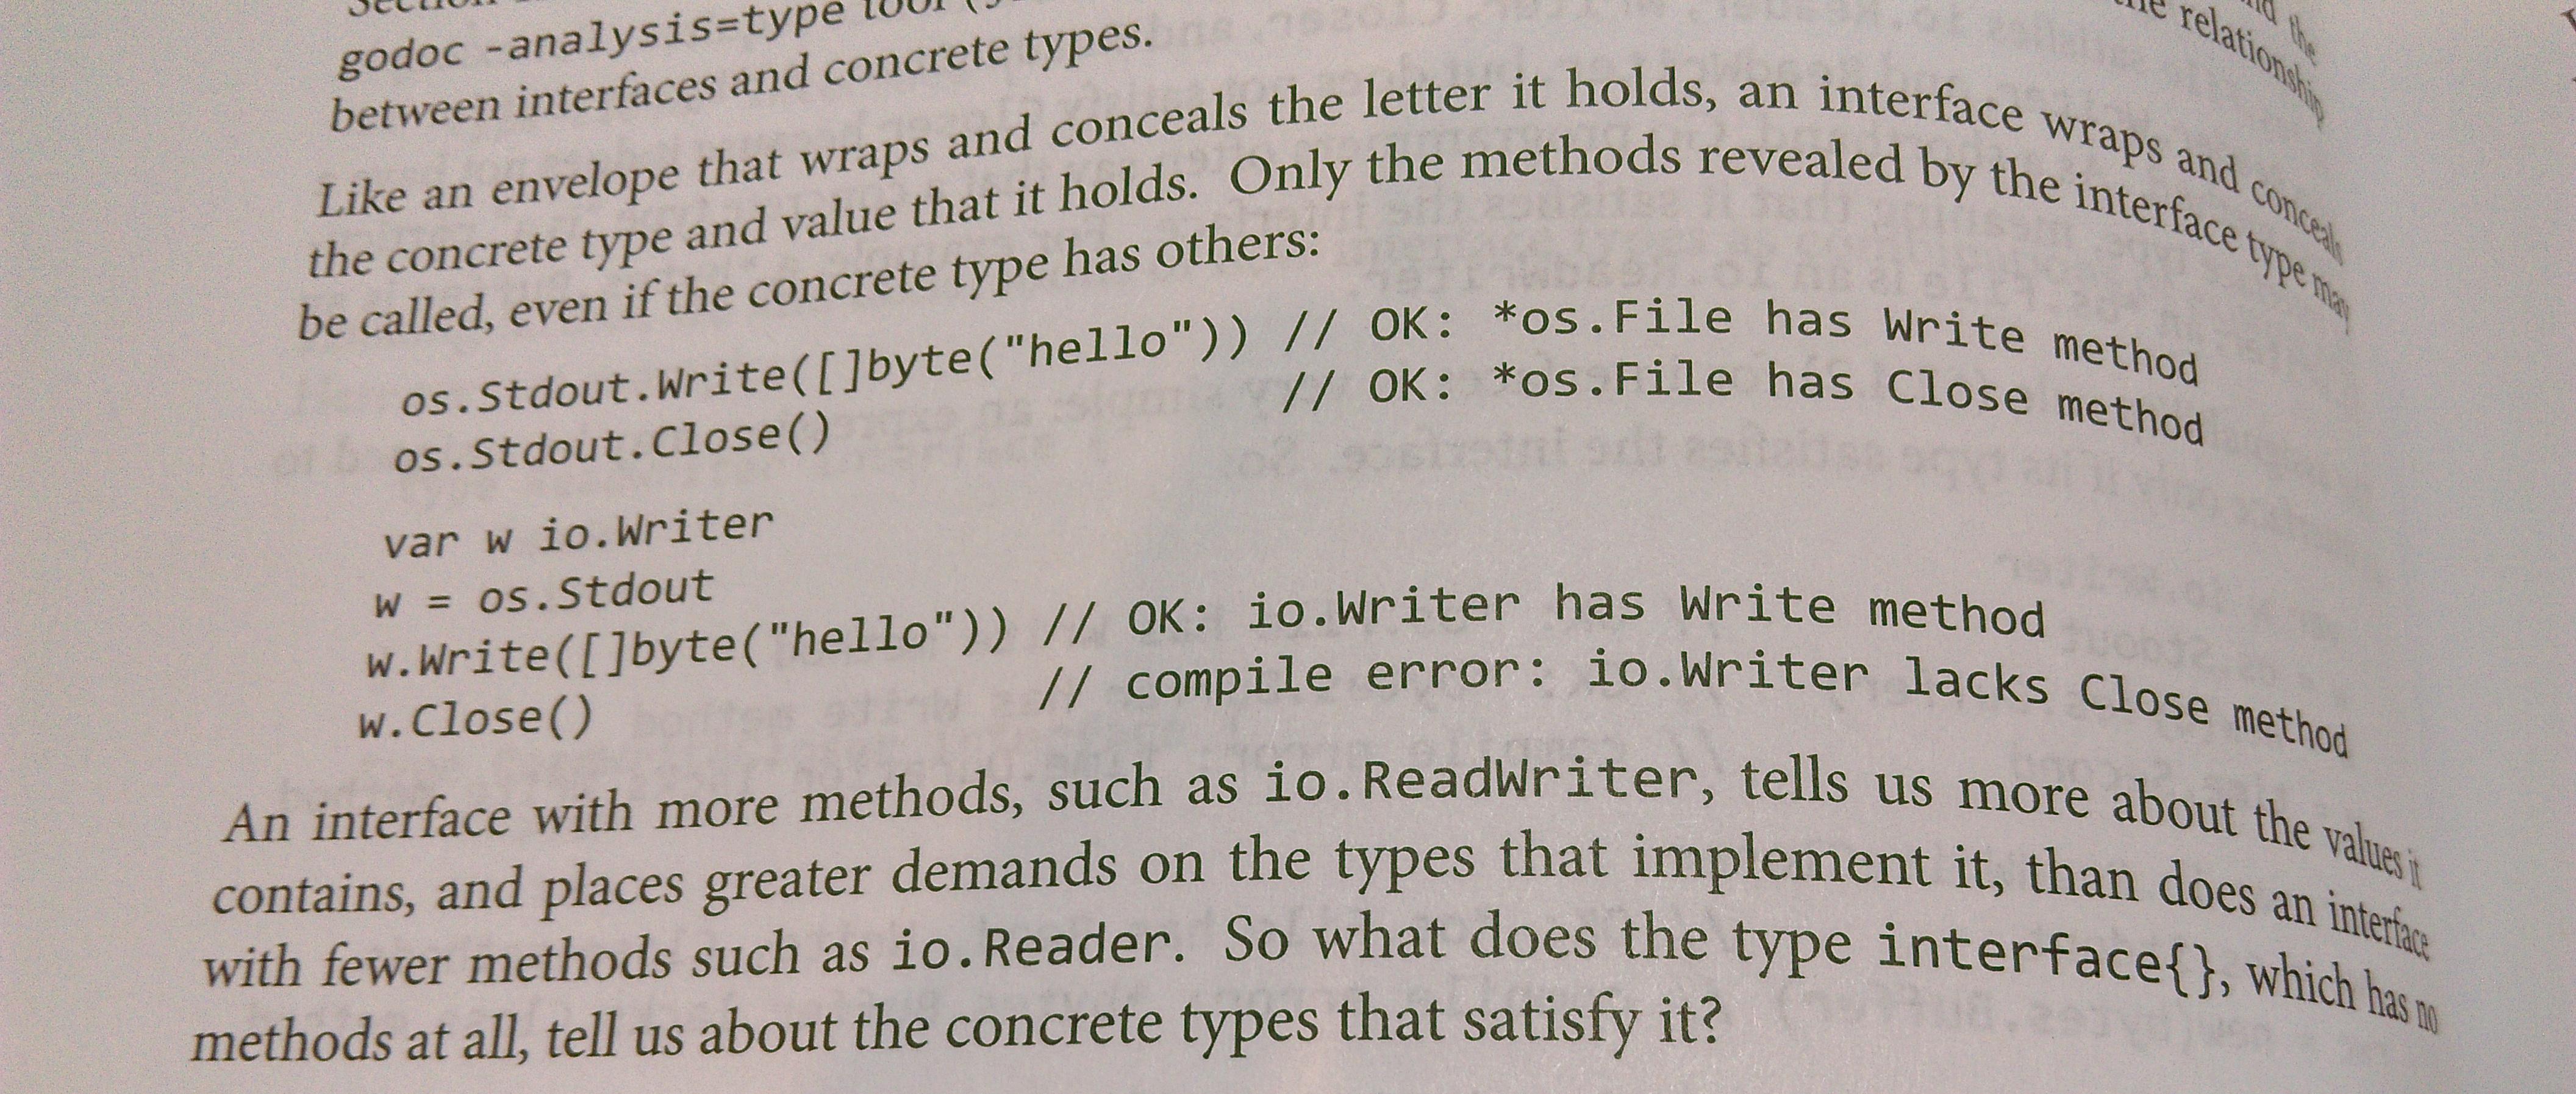 godoc -analysis=type tool
the relationship
between interfaces and concrete types.
Like an envelope that wraps and conceals the letter it holds, an interface wraps and conceals
the concrete type and value that it holds. Only the methods revealed by the interface type may
be called, even if the concrete type has others:
os.Stdout.Write([]byte("hello")) // OK: *os.File has Write method
os.Stdout.Close() // OK: *os.File has Close method
var w io.Writer
w = os.Stdout
w.Write([]byte("hello")) // OK: io.Writer has Write method
w.Close() // compile error: io.Writer lacks Close method
An interface with more methods, such as io.ReadWriter, tells us more about the values it
contains, and places greater demands on the types that implement it, than does an interface
with fewer methods such as io.Reader. So what does the type interface{}, which has no
methods at all, tell us about the concrete types that satisfy it?